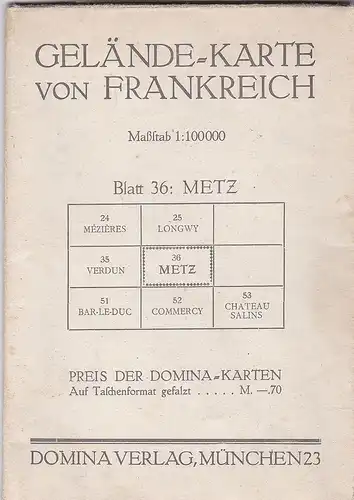 GELÄNDE=KARTE
VON FRANKREICH
Maßstab 1:100000
Blatt 36: METZ
24 25
MÉZIÈRES LONGWY
35 36
VERDUN METZ
51 52 53
BAR-LE-DUC COMMERCY CHATEAU SALINS
PREIS DER DOMINA=KARTEN
Auf Taſchenformat gefalzt ..... M. —.70
DOMINA VERLAG, MÜNCHEN 23